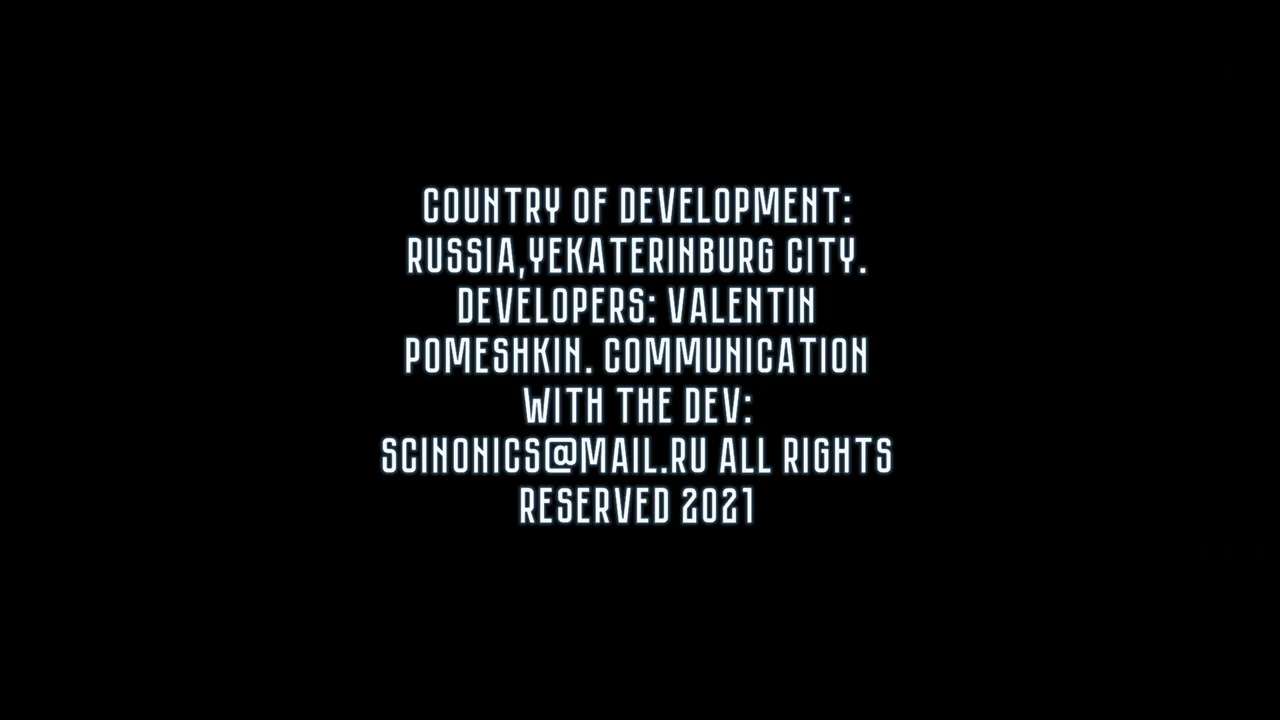 COUNTRY OF DEVELOPMENT:
RUSSIA,YEKATERINBURG CITY.
DEVELOPERS: VALENTIN
POMESHKIN. COMMUNICATION
WITH THE DEV:
SCINONICS@MAIL.RU ALL RIGHTS
RESERVED 2021